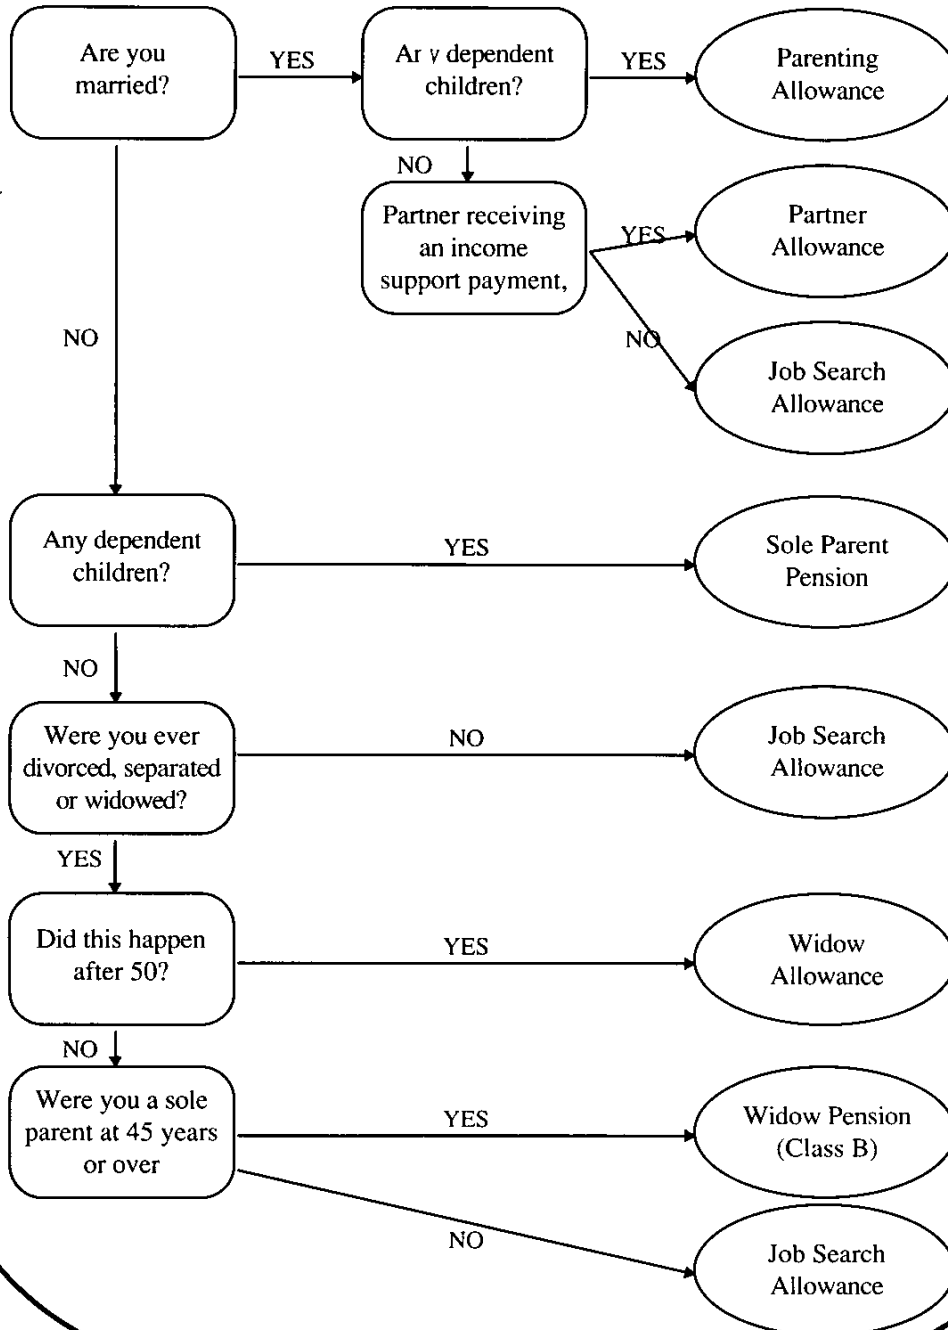 Are you
married?
YES
Ar y dependent
children?
YES
Parenting
Allowance
NO
Partner receiving
an income
support payment,
YES
Partner
Allowance
NO
NO
Job Search
Allowance
Any dependent
children?
YES
Sole Parent
Pension
NO
Were you ever
divorced, separated
or widowed?
NO
Job Search
Allowance
YES
Did this happen
after 50?
YES
Widow
Allowance
NO
Were you a sole
parent at 45 years
or over
YES
Widow Pension
(Class B)
NO
Job Search
Allowance